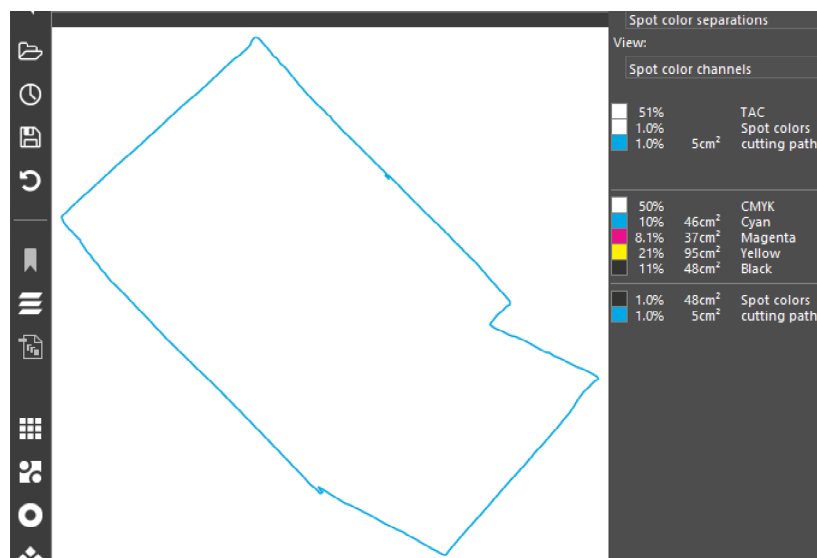 Spot color separations
View:
Spot color channels
51% TAC
1.0% Spot colors
1.0% 5cm² cutting path
50% CMYK
10% 46cm² Cyan
8.1% 37cm² Magenta
21% 95cm² Yellow
11% 48cm² Black
1.0% 48cm² Spot colors
1.0% 5cm² cutting path